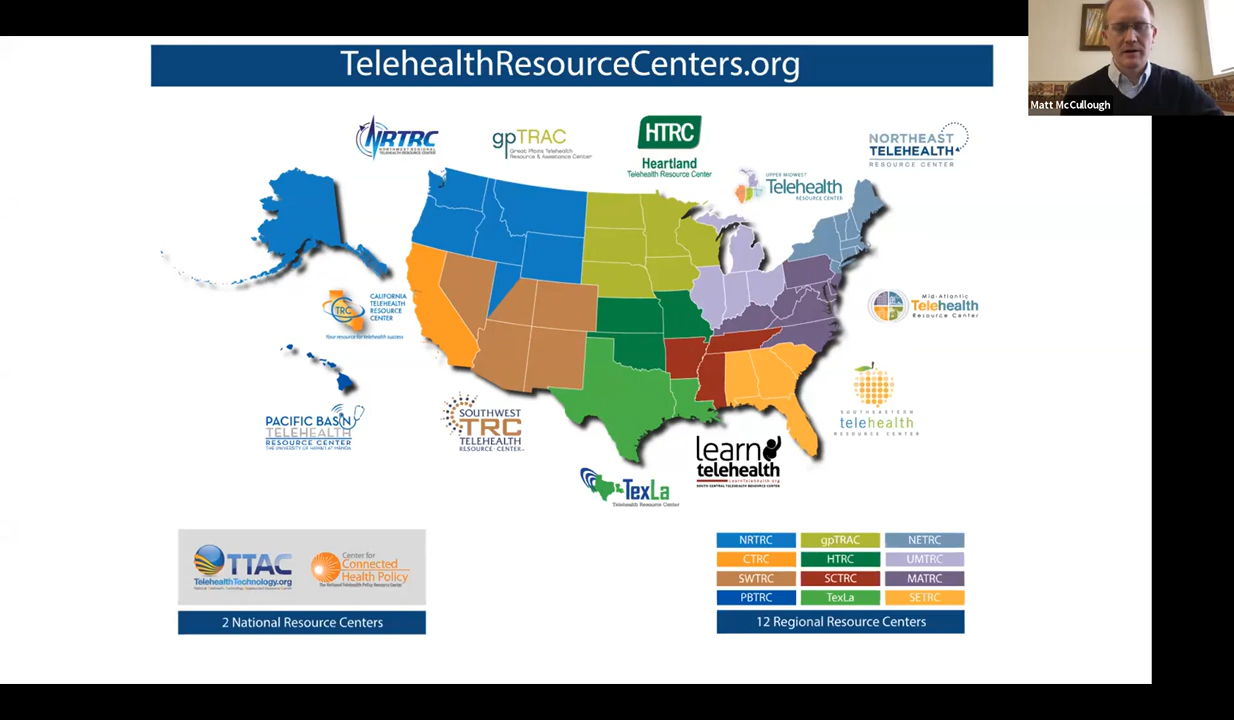 TelehealthResourceCenters.org
Matt McCullough
NRTRC
NORTHWEST REGIONAL
TELEHEALTH RESOURCE CENTER
gpTRAC
Great Plains Telehealth
Resource & Assistance Center
HTRC
Heartland
Telehealth Resource Center
NORTHEAST
TELEHEALTH
RESOURCE CENTER
UPPER MIDWEST
Telehealth
RESOURCE CENTER
TRC
CALIFORNIA
TELEHEALTH
RESOURCE
CENTER
Your resource for telehealth success
Mid-Atlantic
Telehealth
Resource Center
PACIFIC BASIN
TELEHEALTH
RESOURCE CENTER
THE UNIVERSITY OF HAWAI'I AT MANOA
SOUTHWEST
TRC
TELEHEALTH
RESOURCE CENTER
SOUTHEASTERN
telehealth
RESOURCE CENTER
learn
telehealth
LearnTelehealth.org
SOUTH CENTRAL TELEHEALTH RESOURCE CENTER
TexLa
Telehealth Resource Center
TTAC
TelehealthTechnology.org
Center for
Connected
Health Policy
The National Telehealth Policy Resource Center
2 National Resource Centers
NRTRC gpTRAC NETRC
CTRC HTRC UMTRC
SWTRC SCTRC MATRC
PBTRC TexLa SETRC
12 Regional Resource Centers